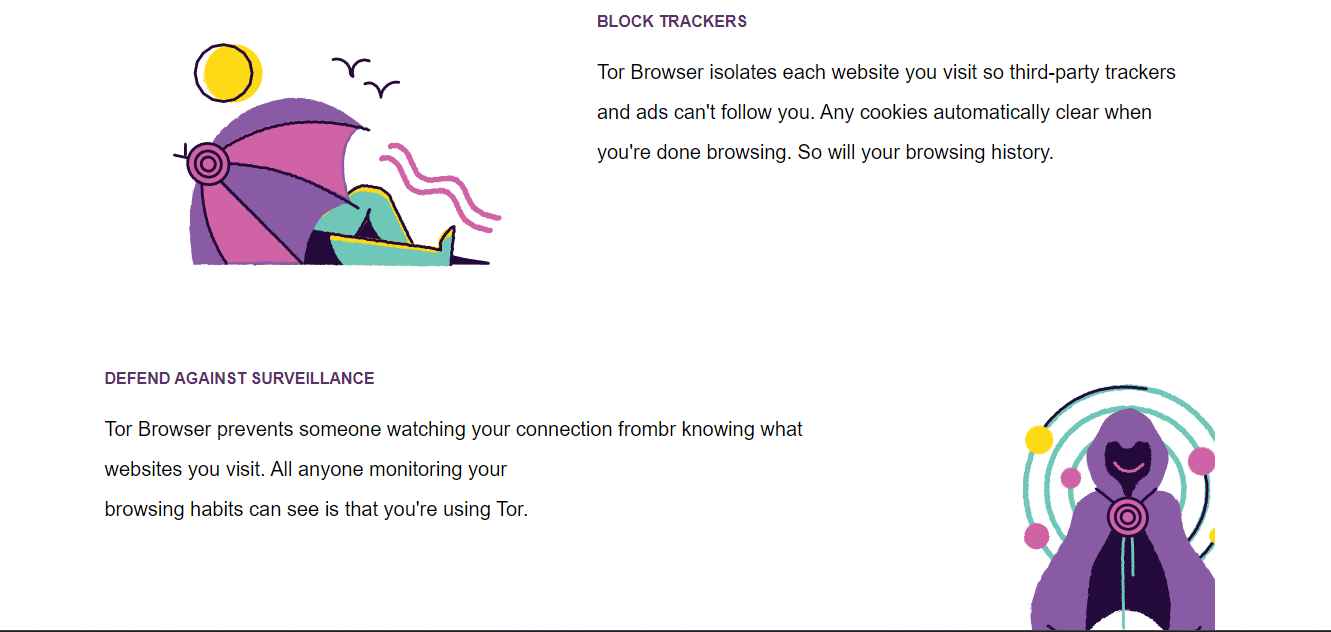 BLOCK TRACKERS
Tor Browser isolates each website you visit so third-party trackers
and ads can't follow you. Any cookies automatically clear when
you're done browsing. So will your browsing history.
DEFEND AGAINST SURVEILLANCE
Tor Browser prevents someone watching your connection frombr knowing what
websites you visit. All anyone monitoring your
browsing habits can see is that you're using Tor.